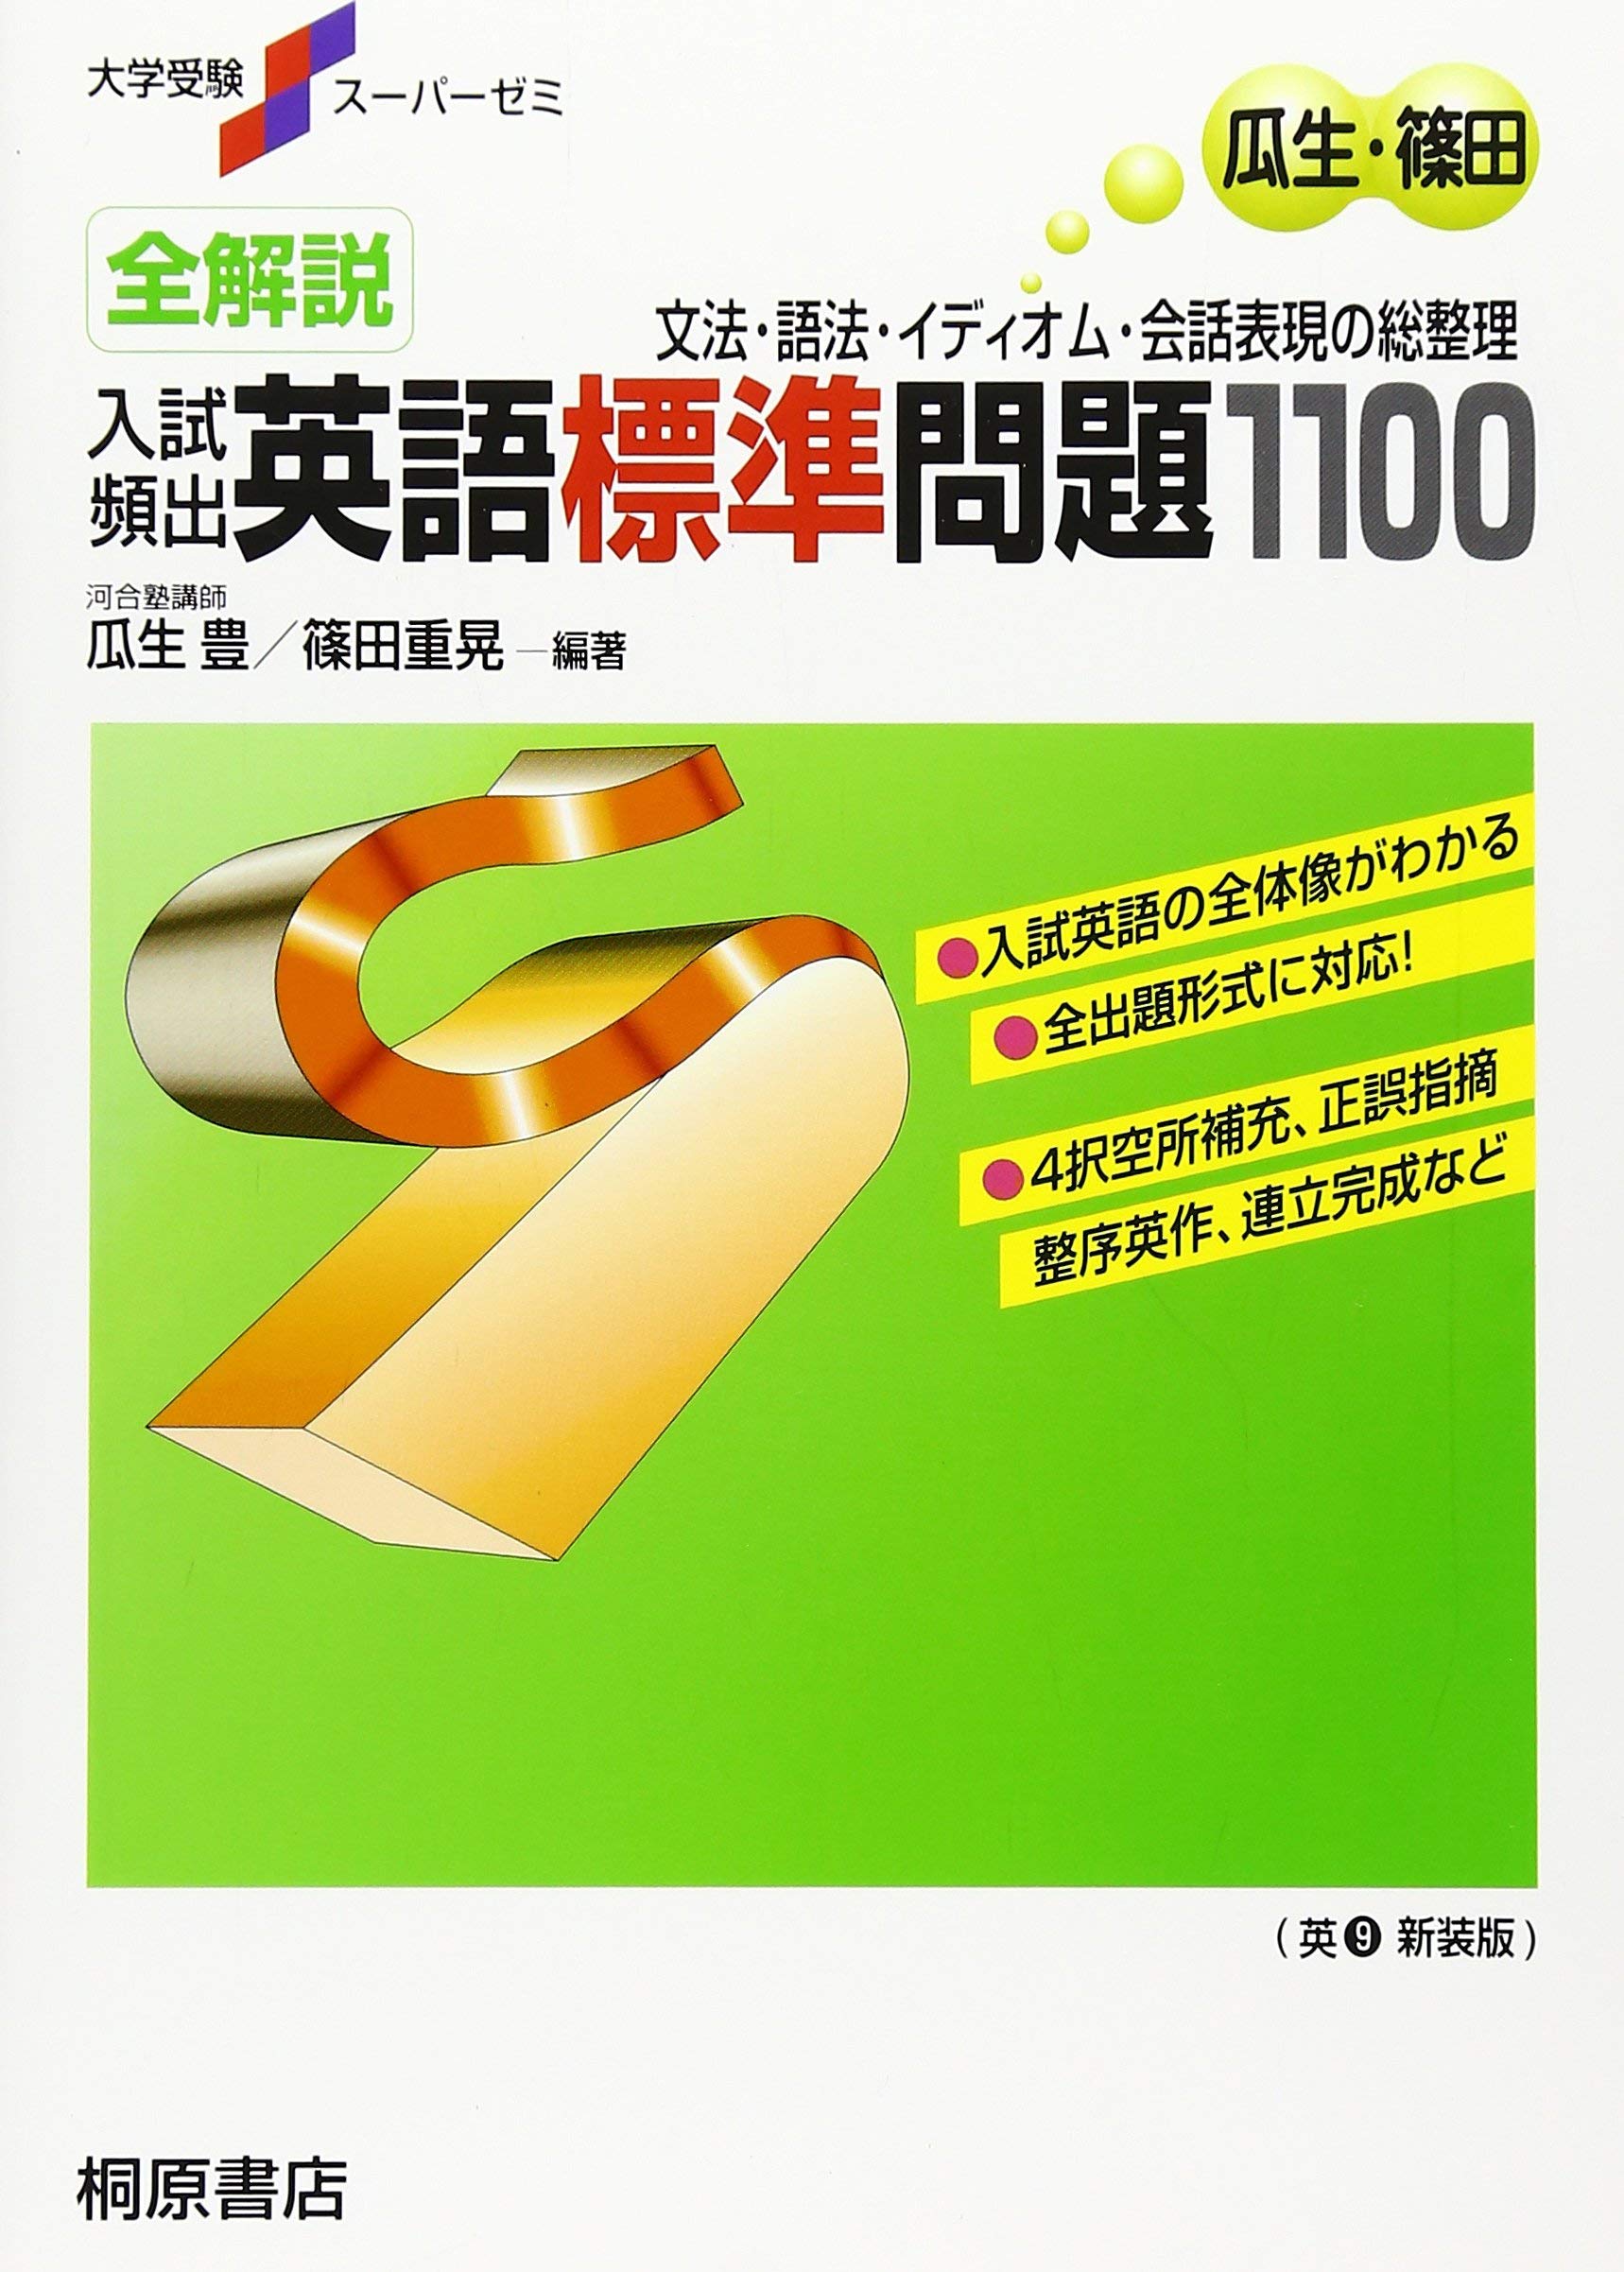 大学受験 スーパーゼミ
瓜生・篠田
全解説
文法・語法・イディオム・会話表現の総整理
入試頻出 英語標準問題1100
河合塾講師
瓜生 豊／篠田重晃―編著
●入試英語の全体像がわかる
●全出題形式に対応!
●4択空所補充、正誤指摘
整序英作、連立完成など
(英❾ 新装版)
桐原書店